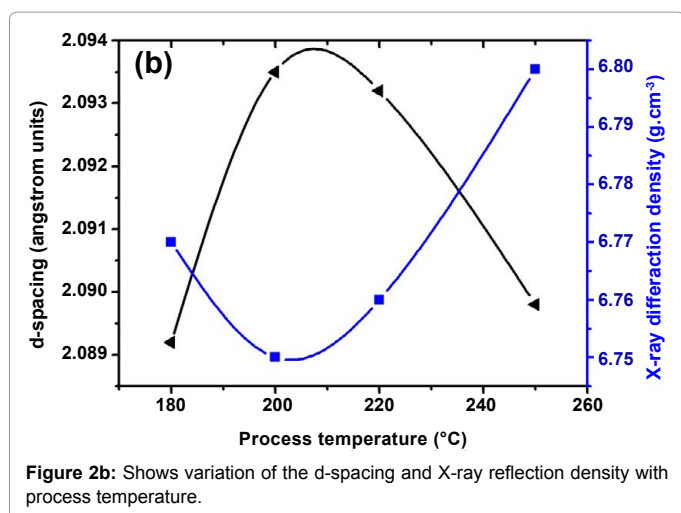 (b)
2.094
2.093
2.092
2.091
2.090
2.089
d-spacing (angstrom units)
6.80
6.79
6.78
6.77
6.76
6.75
X-ray differaction density (g.cm-3)
180 200 220 240 260
Process temperature (°C)
Figure 2b: Shows variation of the d-spacing and X-ray reflection density with
process temperature.